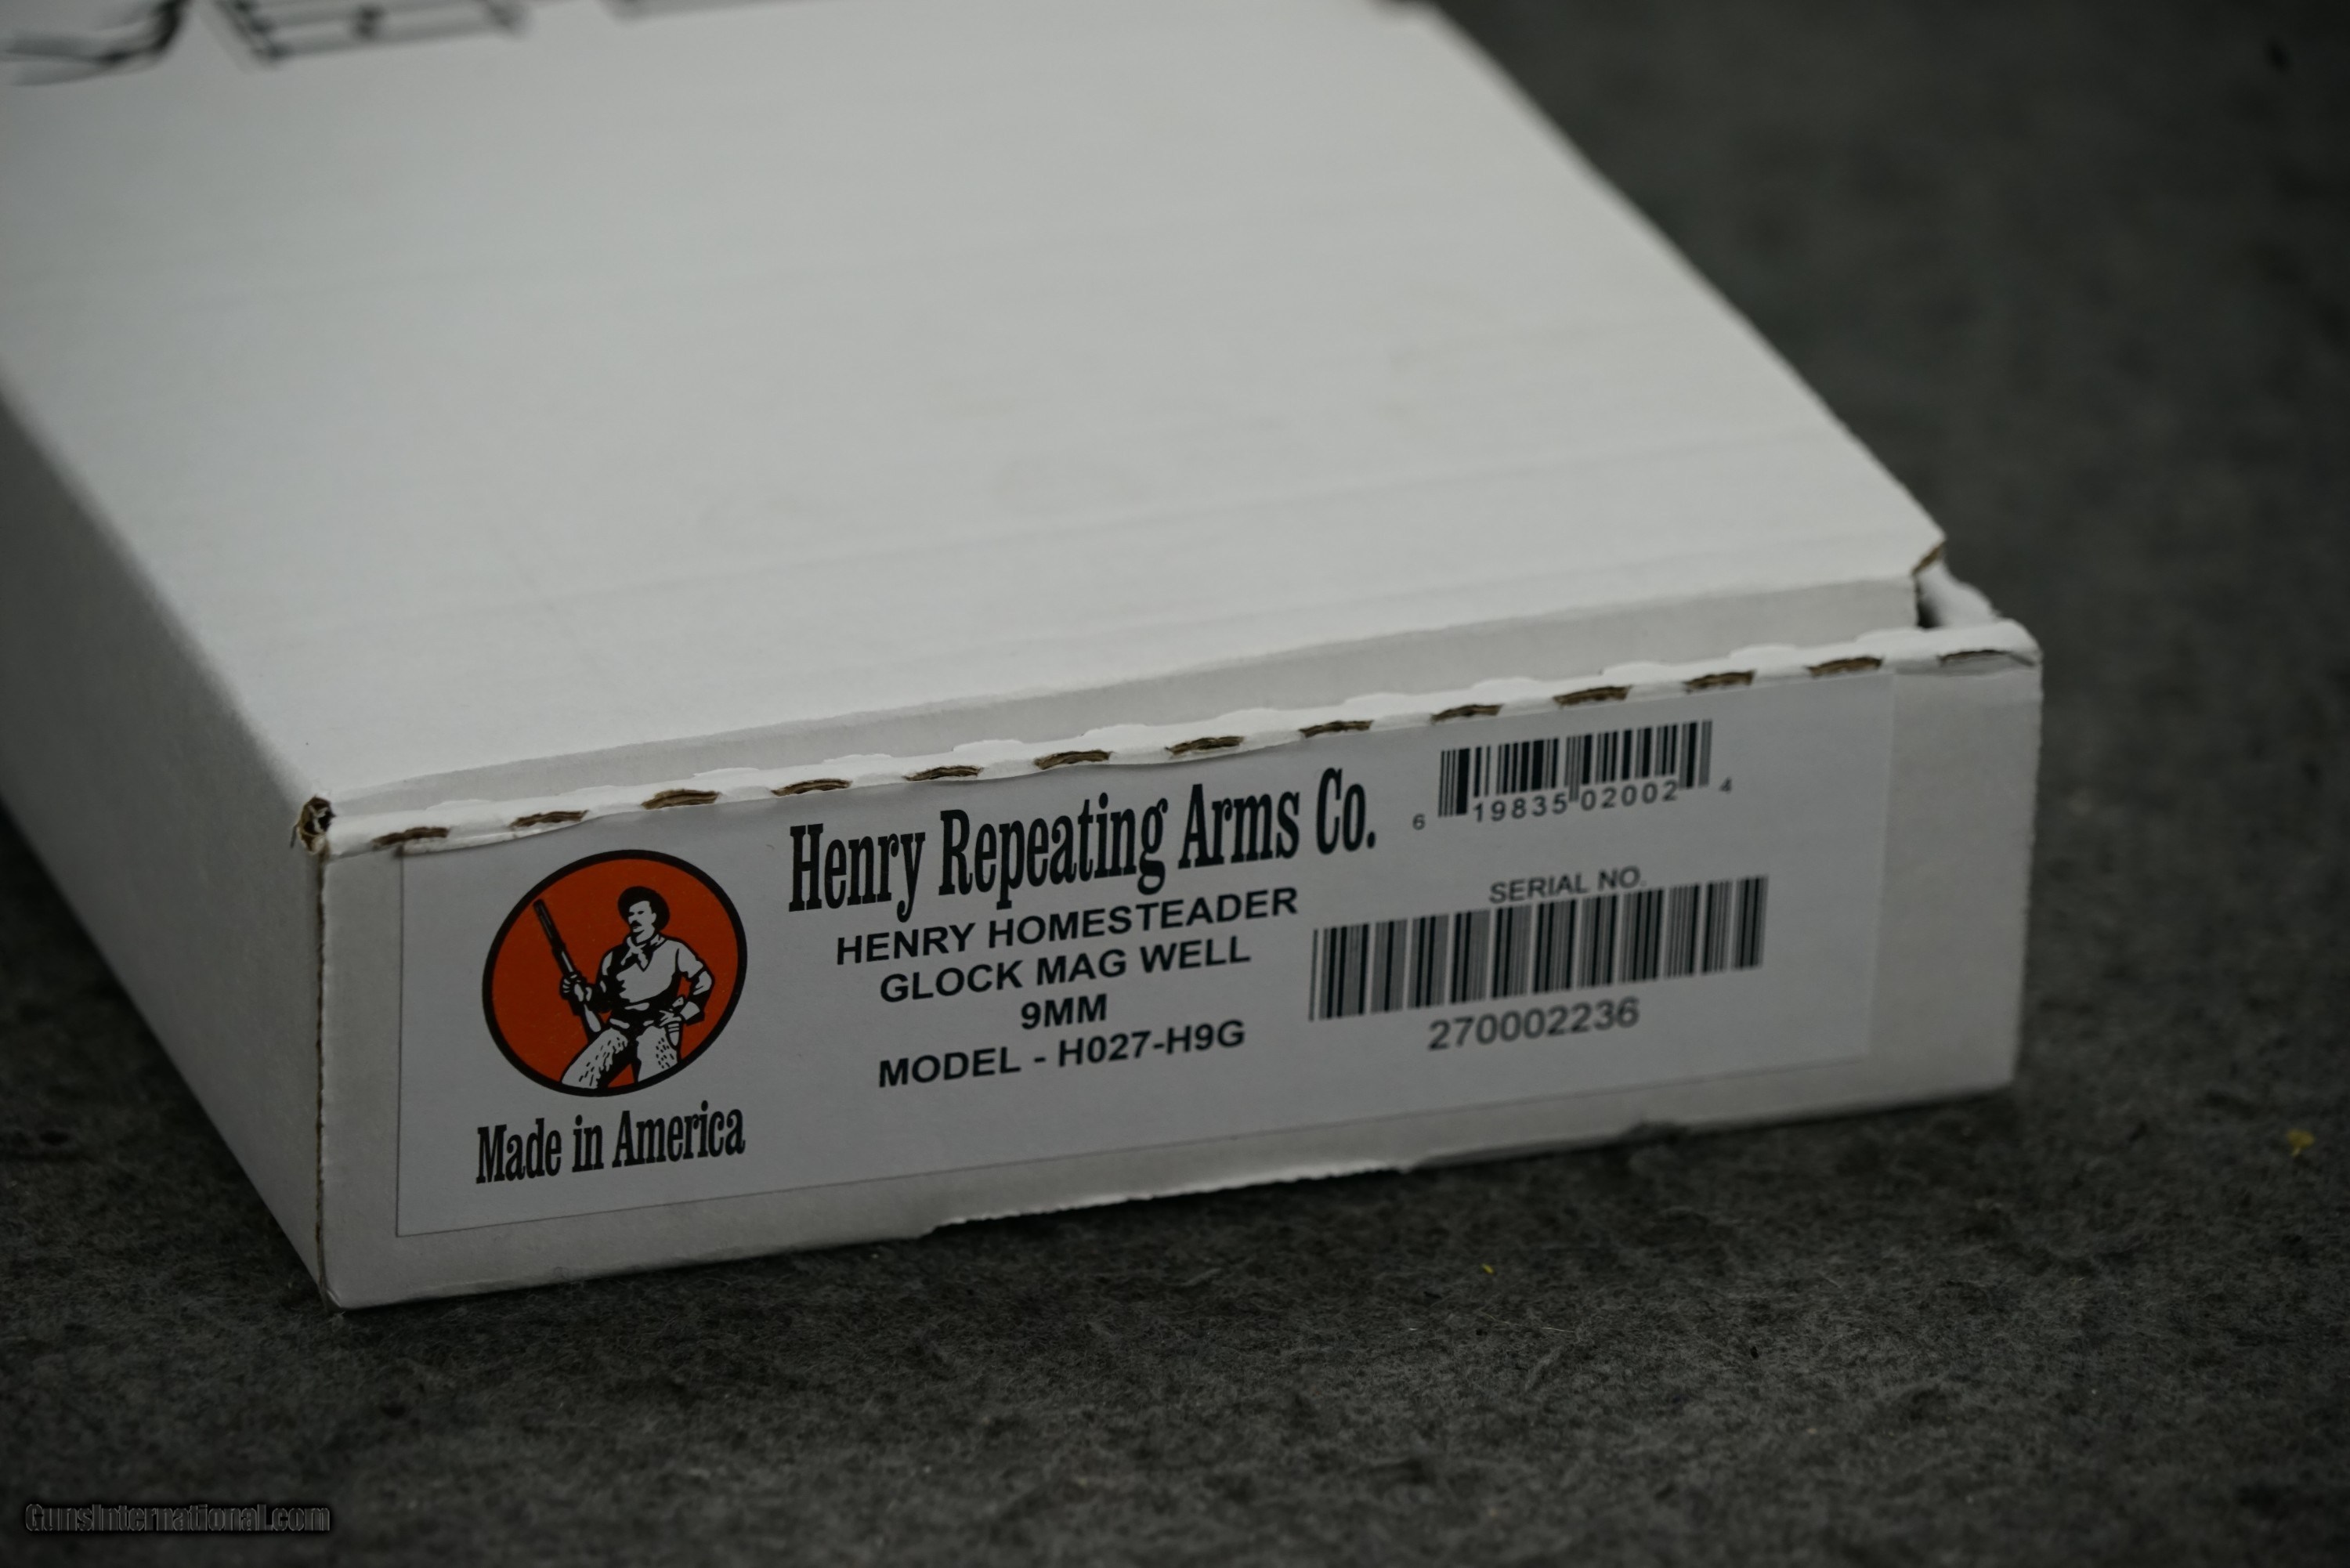 Henry Repeating Arms Co.
HENRY HOMESTEADER
GLOCK MAG WELL
9MM
MODEL - H027-H9G
Made in America
6 19835 02002 4
SERIAL NO.
270002236
GunsInternational.com